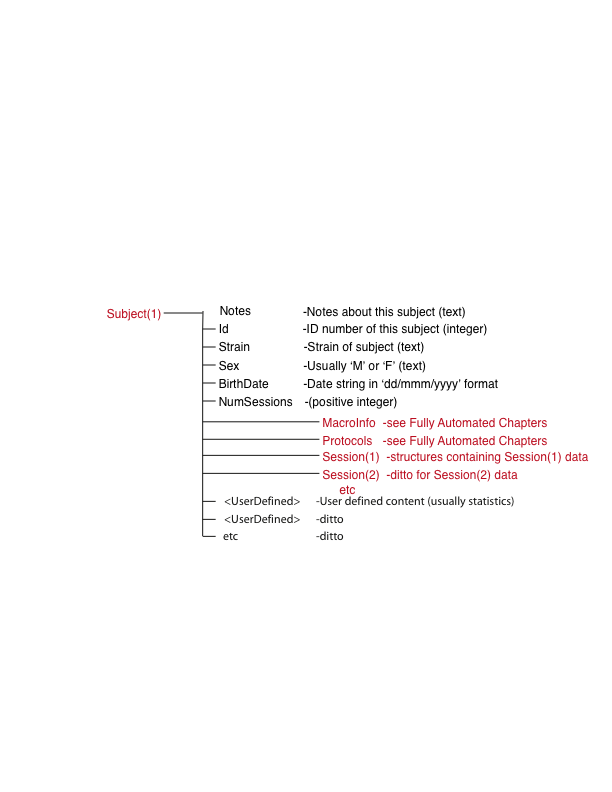 Subject(1) Notes -Notes about this subject (text)
Id -ID number of this subject (integer)
Strain -Strain of subject (text)
Sex -Usually ‘M’ or ‘F’ (text)
BirthDate -Date string in ‘dd/mmm/yyyy’ format
NumSessions -(positive integer)
MacroInfo -see Fully Automated Chapters
Protocols -see Fully Automated Chapters
Session(1) -structures containing Session(1) data
Session(2) -ditto for Session(2) data
etc
<UserDefined> -User defined content (usually statistics)
<UserDefined> -ditto
etc -ditto